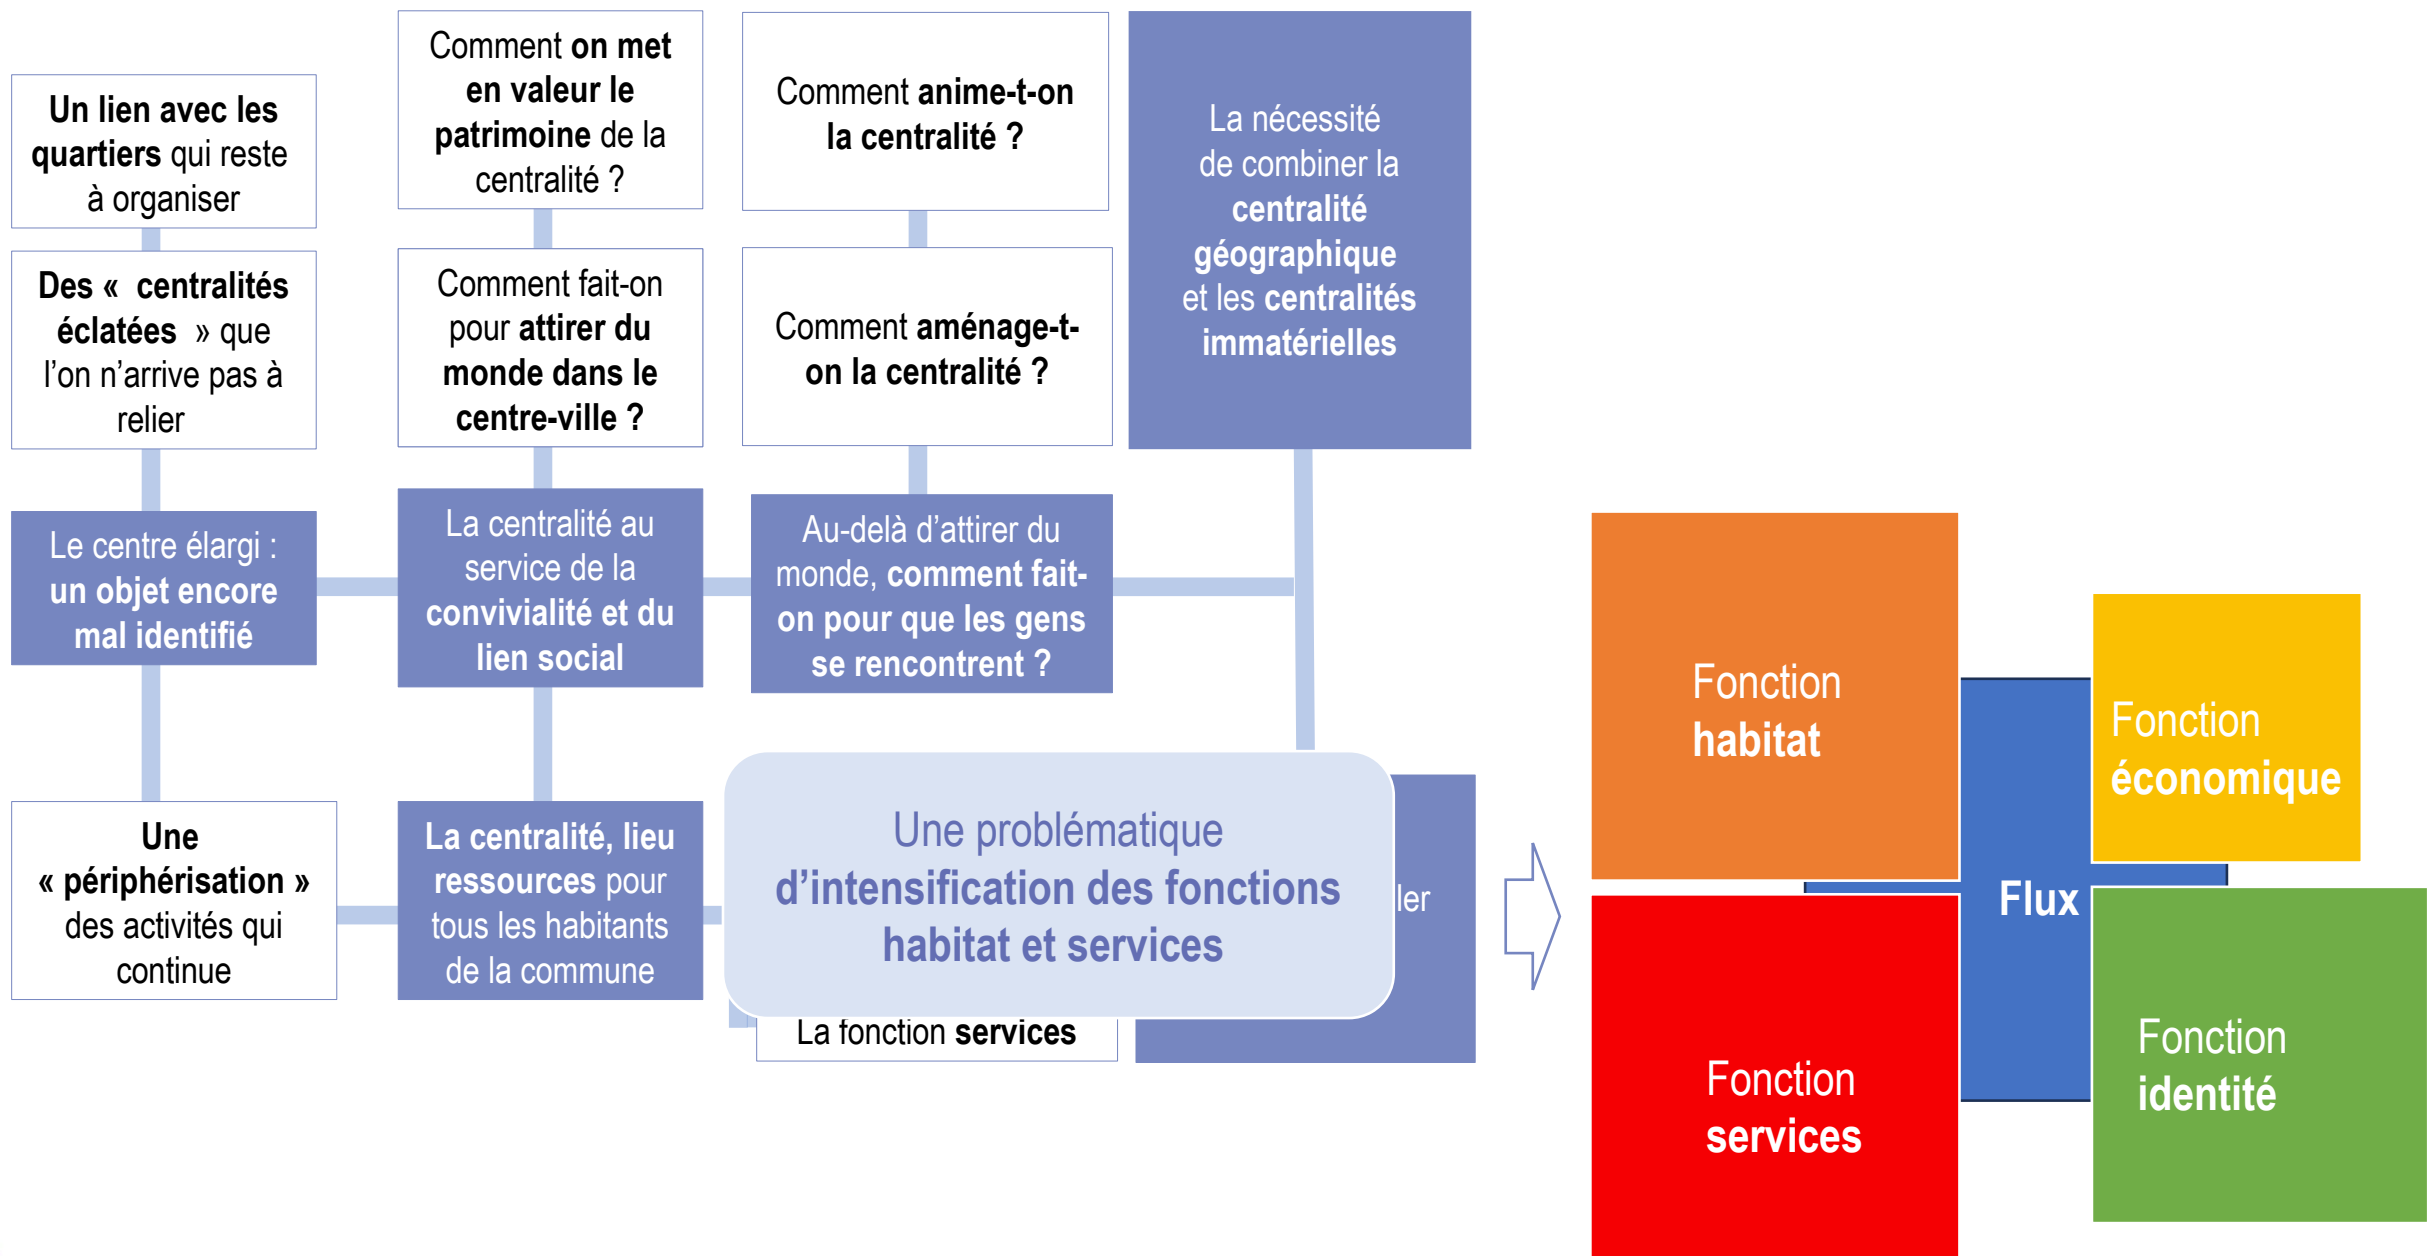 Un lien avec les
quartiers qui reste
à organiser
Des «  centralités
éclatées  » que
l’on n’arrive pas à
relier
Le centre élargi :
un objet encore
mal identifié
Une
« périphérisation »
des activités qui
continue
Comment on met
en valeur le
patrimoine de la
centralité ?
Comment fait-on
pour attirer du
monde dans le
centre-ville ?
La centralité au
service de la
convivialité et du
lien social
La centralité, lieu
ressources pour
tous les habitants
de la commune
Comment anime-t-on
la centralité ?
Comment aménage-t-
on la centralité ?
Au-delà d’attirer du
monde, comment fait-
on pour que les gens
se rencontrent ?
La nécessité
de combiner la
centralité
géographique
et les centralités
immatérielles
Une problématique
d’intensification des fonctions
habitat et services
ler
La fonction services
Fonction
habitat
Fonction
économique
Flux
Fonction
services
Fonction
identité